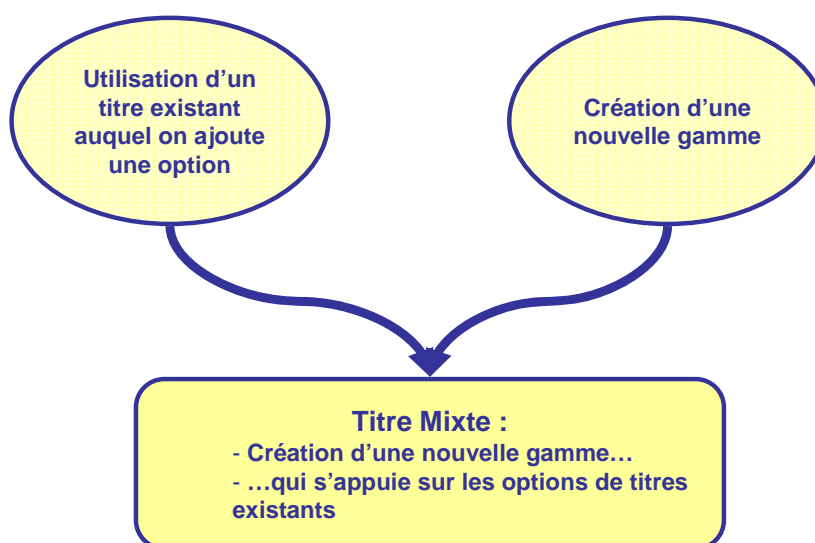 Utilisation d’un
titre existant
auquel on ajoute
une option
Création d’une
nouvelle gamme
Titre Mixte :
- Création d’une nouvelle gamme…
- …qui s’appuie sur les options de titres
existants